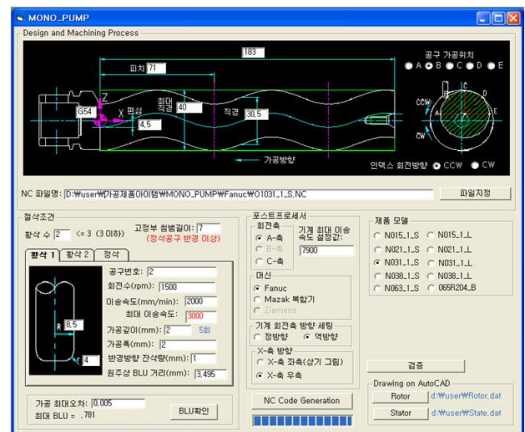 MONO_PUMP
Design and Machining Process
183
피치 71
공구 가공위치
A B C D E
G54
Z
X
편심
4,5
최대
직경
40
직경
30,5
CCW
CW
A
B
C
D
E
가공방향
인덱스 회전방향 CCW CW
NC 파일명: D:₩user₩가공제품아이템₩MONO_PUMP₩Fanuc₩O1031_1_S,NC
파일지정
절삭조건
황삭 수 2 <= 3 (3 이하)
고정부 침범길이: 7
(절삭공구 반경 이상)
황삭 1 황삭 2 정삭
공구번호: 2
회전수(rpm): 1500
이송속도(mm/min): 2000
최대 이송속도: 3000
가공깊이(mm): 2 5회
가공폭(mm): 2
반경방향 잔삭량(mm): 1
원주상 BLU 거리(mm): 3,495
R 8,5
r 4
가공 최대오차: 0,005
최대 BLU = .781
BLU확인
포스트프로세서
회전축
A-축
B-축
C-축
기계 최대 이송
속도 설정값:
7900
머신
Fanuc
Mazak 복합기
Ziemens
기계 회전축 방향 세팅
정방향 역방향
X-축 방향
X-축 좌측(상기 그림)
X-축 우측
NC Code Generation
제품 모델
N015_1_S N015_1_L
N021_1_S N021_1_L
N031_1_S N031_1_L
N038_1_S N038_1_L
N063_1_S 065R204_B
검증
Drawing on AutoCAD
Rotor d:₩user₩Rotor,dat
Stator d:₩user₩State,dat